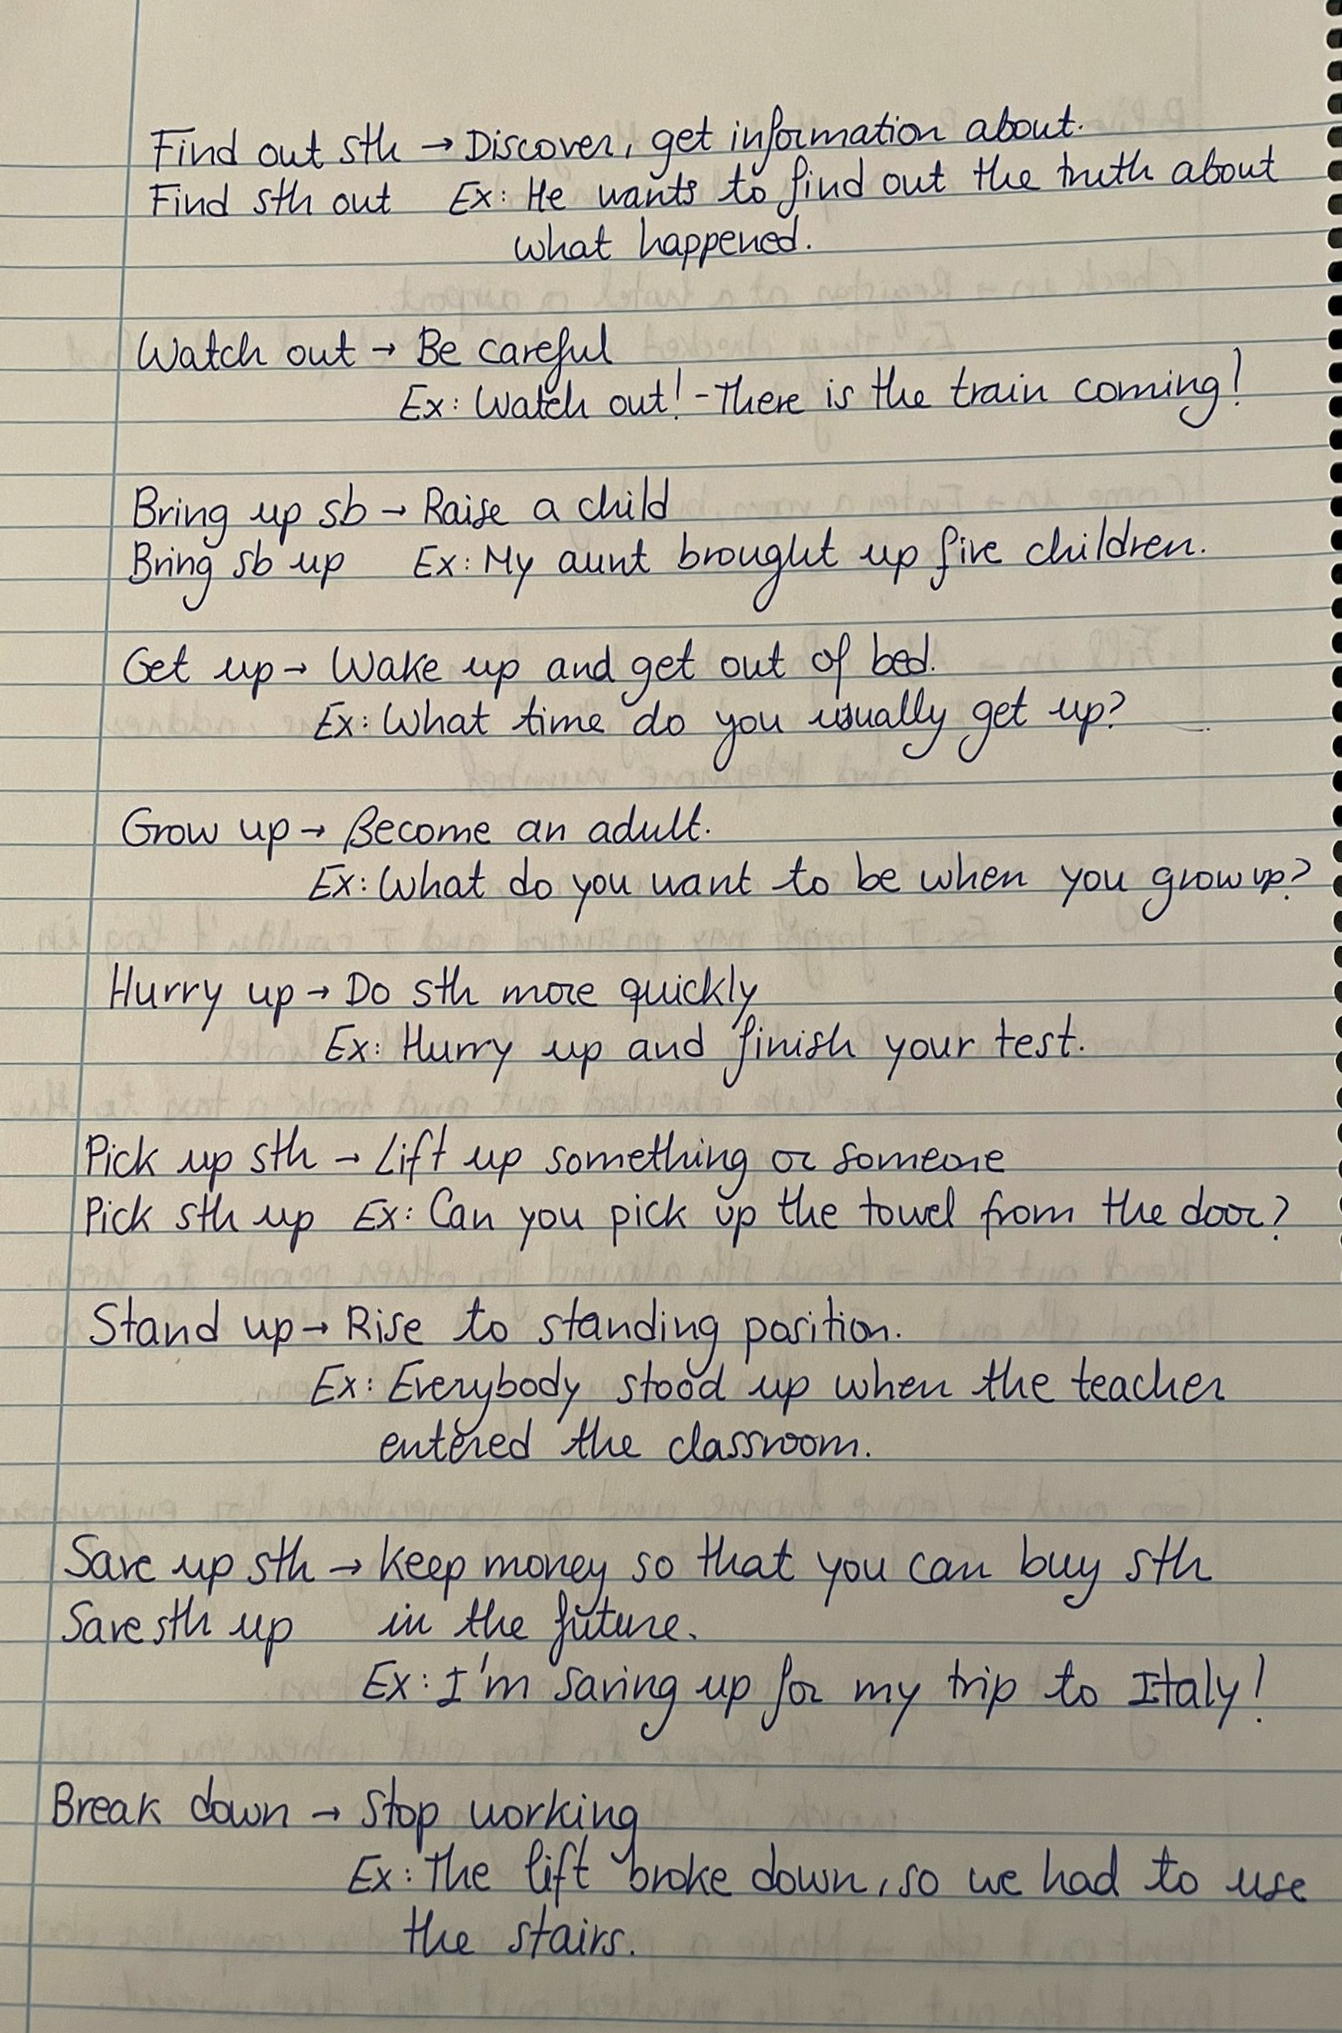 Find out sth → Discover, get information about.
Find sth out Ex: He wants to find out the truth about
what happened.
Watch out → Be careful
Ex: Watch out! - There is the train coming!
Bring up sb → Raise a child
Bring sb up Ex: My aunt brought up five children.
Get up → Wake up and get out of bed.
Ex: What time do you usually get up?
Grow up → Become an adult.
Ex: What do you want to be when you grow up?
Hurry up → Do sth more quickly
Ex: Hurry up and finish your test.
Pick up sth → Lift up something or someone
Pick sth up Ex: Can you pick up the towel from the door?
Stand up → Rise to standing position.
Ex: Everybody stood up when the teacher
entered the classroom.
Save up sth → Keep money so that you can buy sth
Save sth up in the future.
Ex: I'm saving up for my trip to Italy!
Break down → Stop working
Ex: The lift broke down, so we had to use
the stairs.